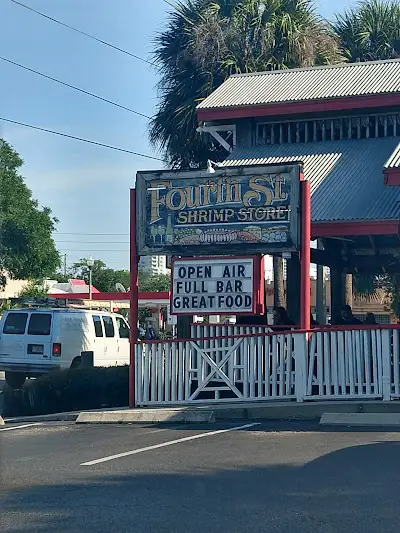 Fourth St
SHRIMP STORE
OPEN AIR
FULL BAR
GREAT FOOD